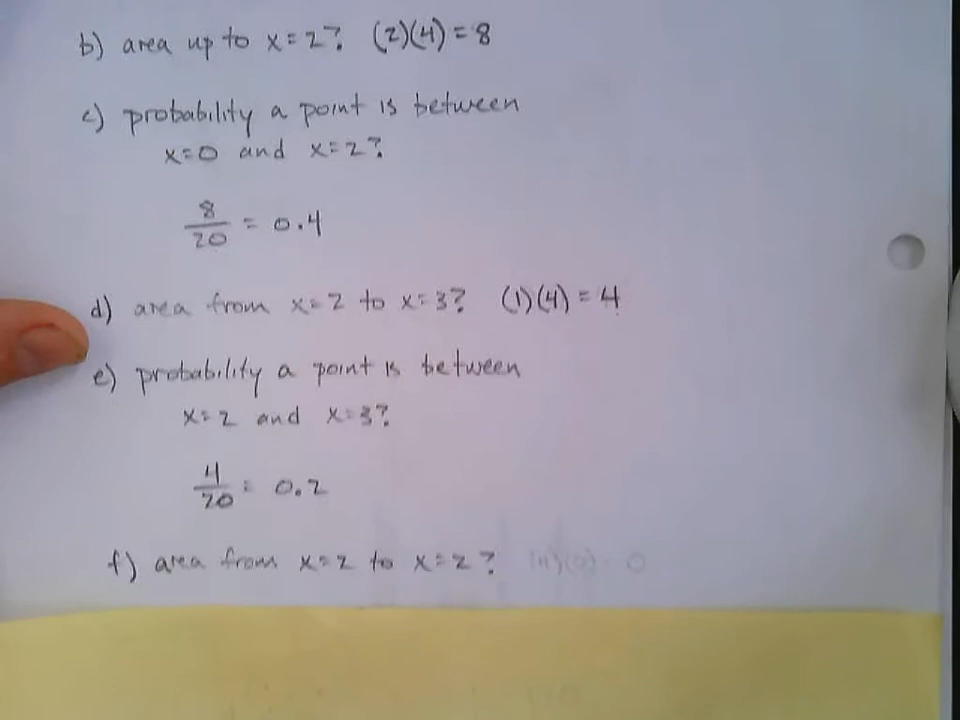 b) area up to x=2? (2)(4)=8
c) probability a point is between
x=0 and x=2?
8/20 = 0.4
d) area from x=2 to x=3? (1)(4)=4
e) probability a point is between
x=2 and x=3?
4/20 = 0.2
f) area from x=2 to x=2?